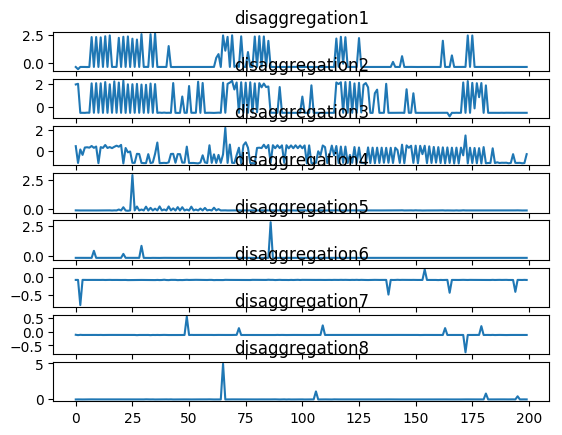 disaggregation1
2.5
0.0
disaggregation2
2
0
disaggregation3
2
0
disaggregation4
2.5
0.0
disaggregation5
2.5
0.0
disaggregation6
0.0
−0.5
disaggregation7
0.5
0.0
−0.5
disaggregation8
5
0
0 25 50 75 100 125 150 175 200